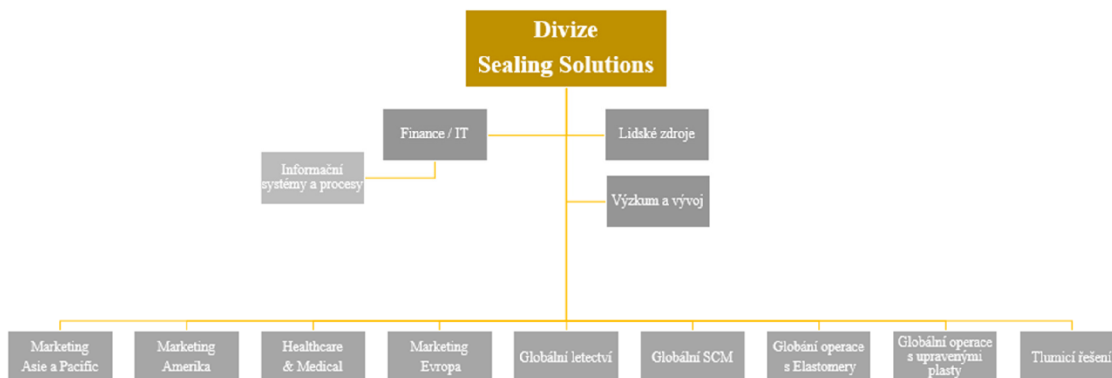 Divize
Sealing Solutions
Finance / IT
Lidské zdroje
Informační
systémy a procesy
Výzkum a vývoj
Marketing
Asie a Pacific
Marketing
Amerika
Healthcare
& Medical
Marketing
Evropa
Globální letectví
Globální SCM
Globání operace
s Elastomery
Globální operace
s upravenými
plasty
Tlumicí řešení